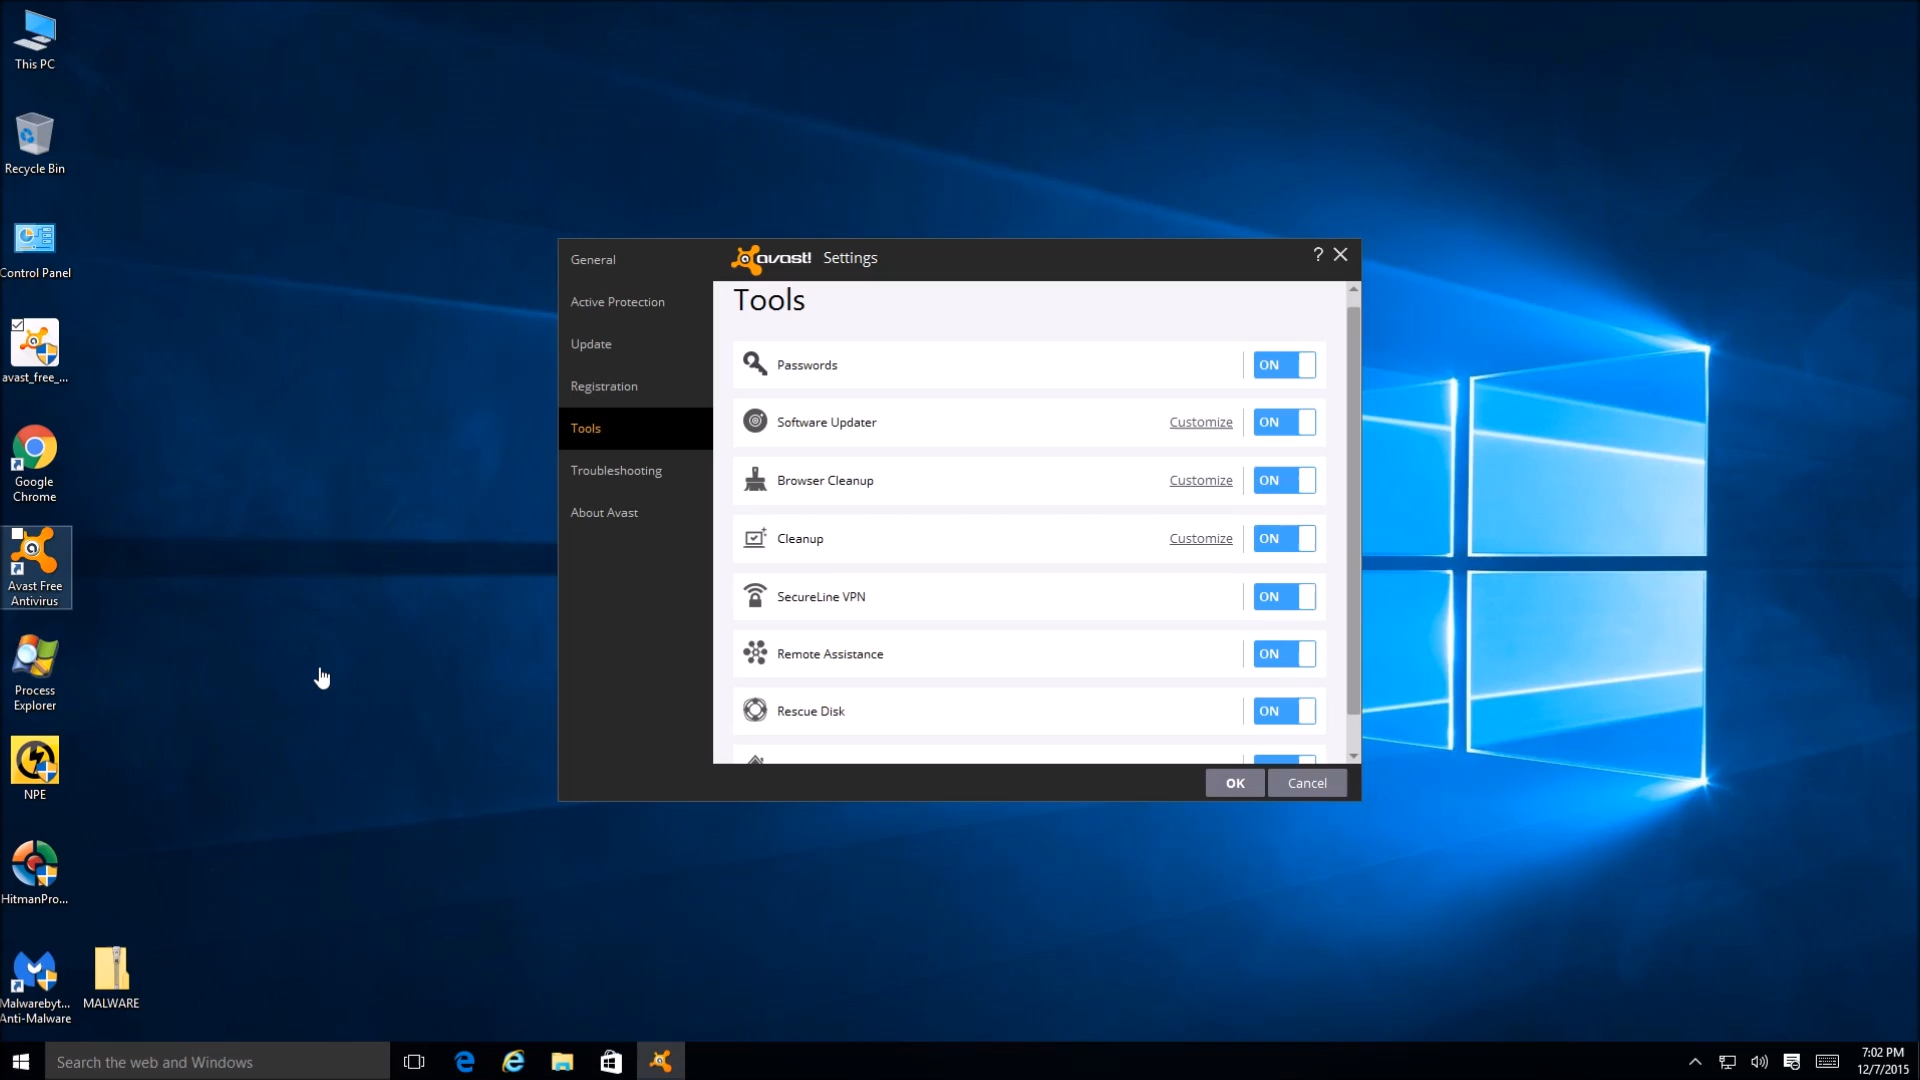 This PC
Recycle Bin
Control Panel
avast_free_...
Google
Chrome
Avast Free
Antivirus
Process
Explorer
NPE
HitmanPro...
Malwarebyt...
Anti-Malware
MALWARE
General
Active Protection
Update
Registration
Tools
Troubleshooting
About Avast
avast! Settings
?
Tools
Passwords ON
Software Updater Customize ON
Browser Cleanup Customize ON
Cleanup Customize ON
SecureLine VPN ON
Remote Assistance ON
Rescue Disk ON
OK Cancel
Search the web and Windows
7:02 PM
12/7/2015